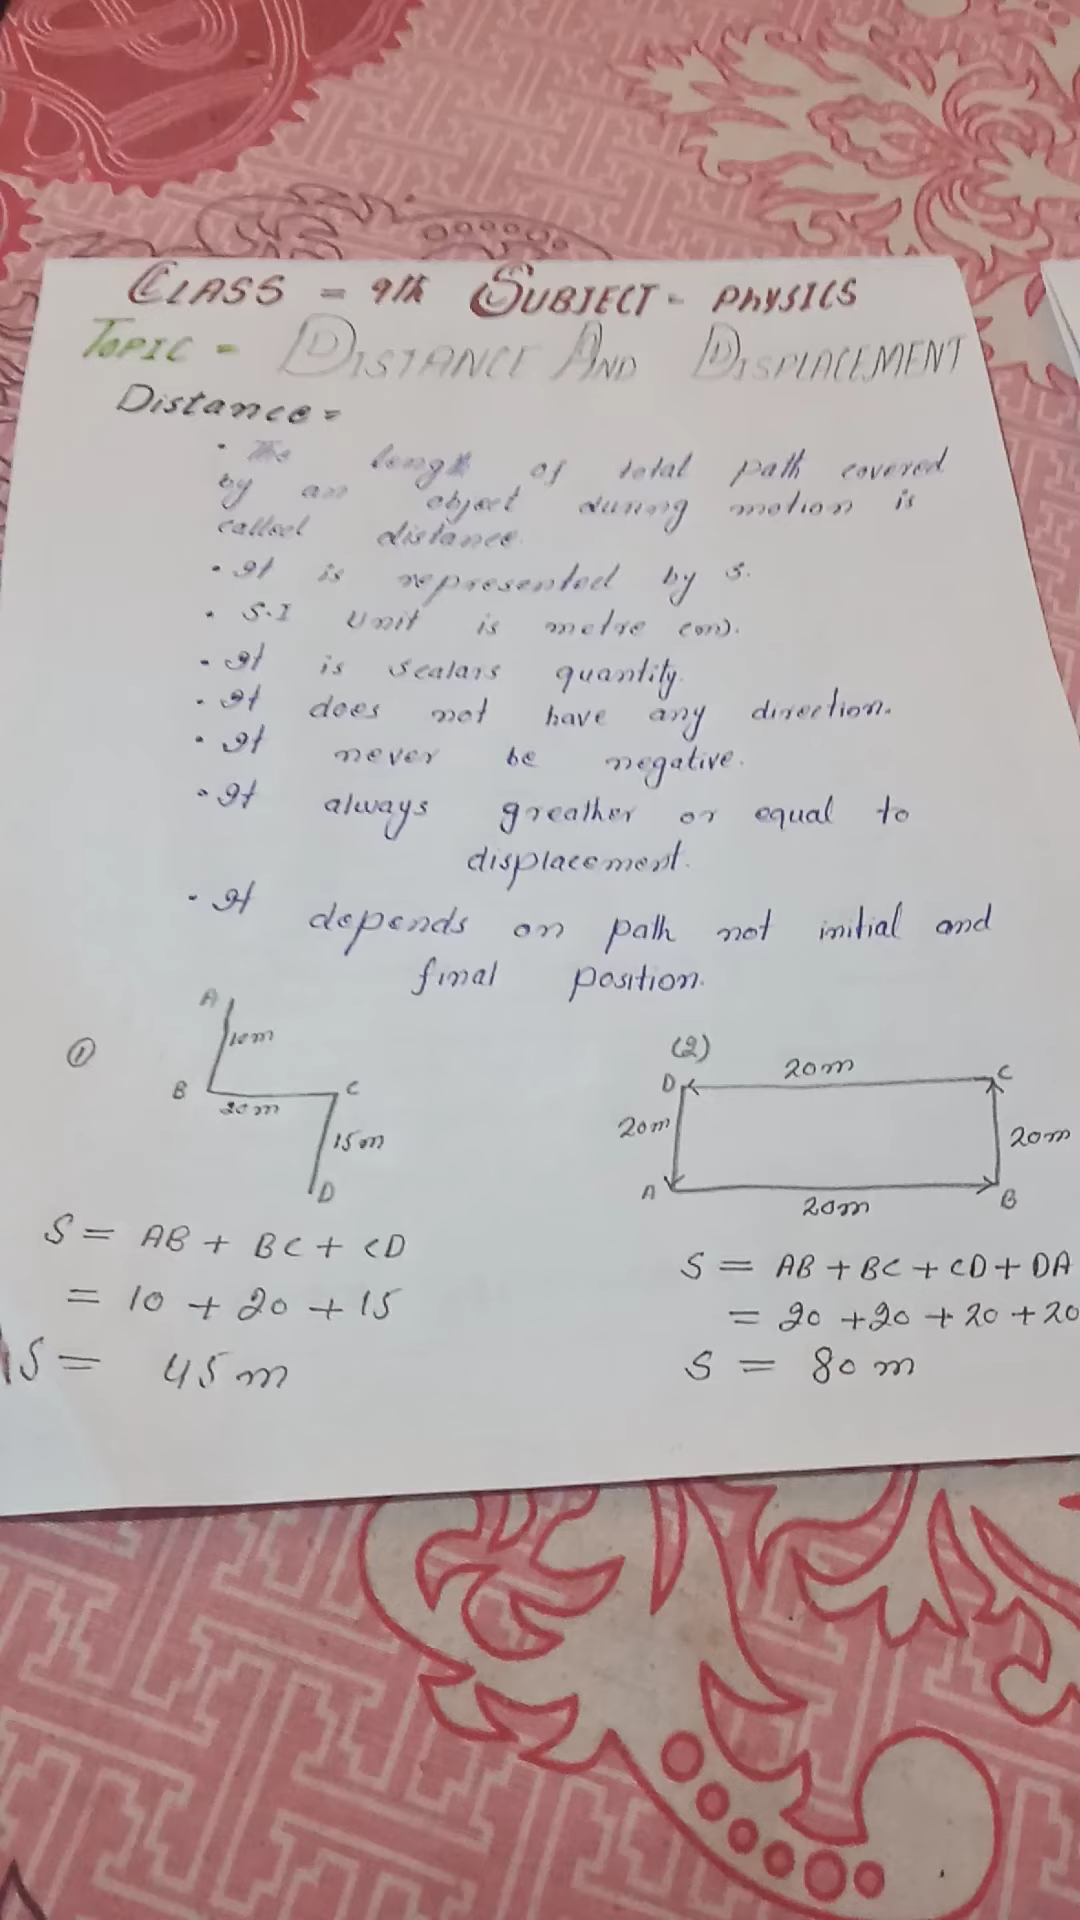 CLASS = 9th SUBJECT - PHYSICS
TOPIC - DISTANCE AND DISPLACEMENT
Distance =
• The length of total path covered
by an object during motion is
called distance.
• It is represented by S.
• S.I Unit is metre (m).
• It is scalars quantity.
• It does not have any direction.
• It never be negative.
• It always greather or equal to
displacement.
• It depends on path not initial and
final position.
①
A
10m
B
20m
C
15m
D
S = AB + BC + CD
= 10 + 20 + 15
S = 45m
(2)
20m
D
C
20m
20m
A
B
20m
S = AB + BC + CD + DA
= 20 + 20 + 20 + 20
S = 80 m